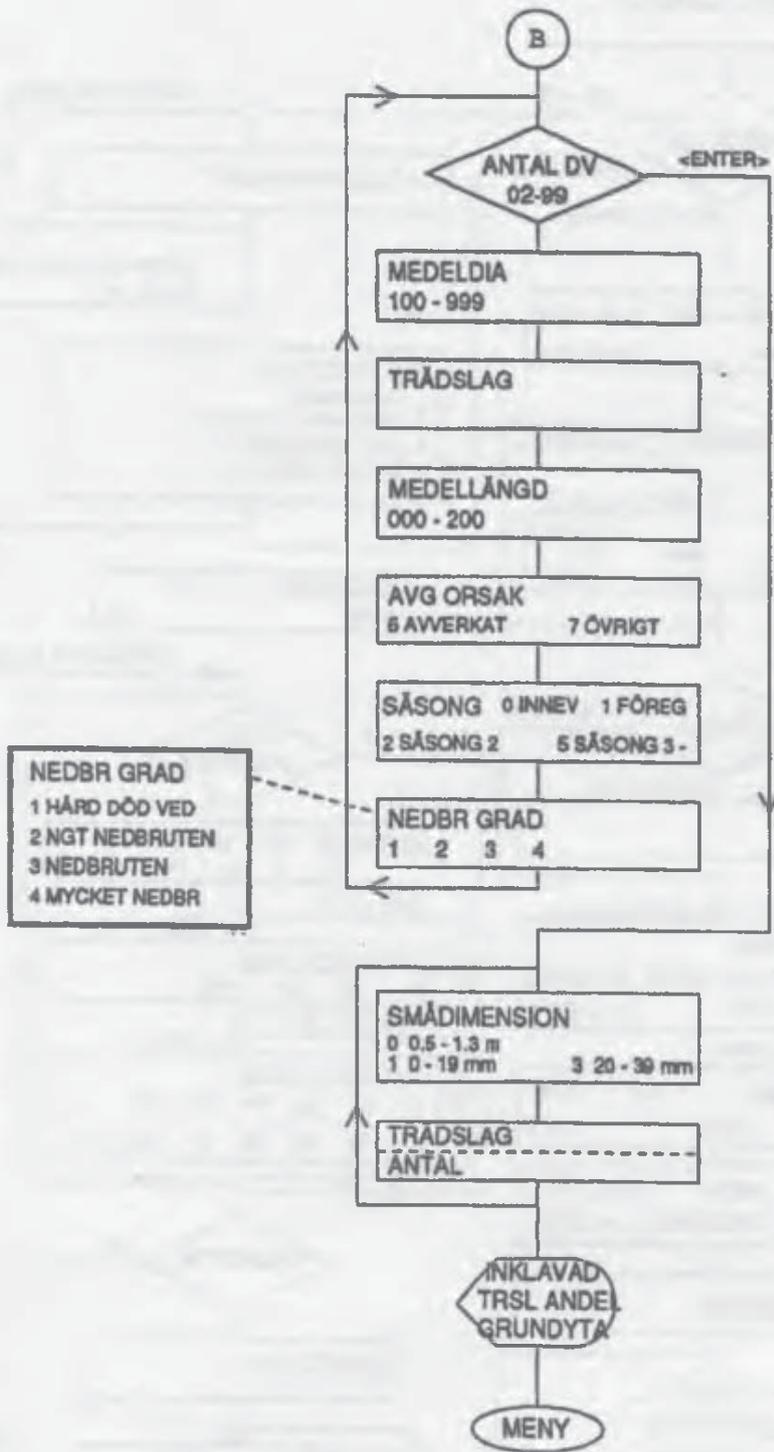 B
ANTAL DV
02-99
<ENTER>
MEDELDIA
100 - 999
TRÄDSLAG
MEDELLÄNGD
000 - 200
AVG ORSAK
6 AVVERKAT 7 ÖVRIGT
SÄSONG 0 INNEV 1 FÖREG
2 SÄSONG 2 5 SÄSONG 3 -
NEDBR GRAD
1 HÅRD DÖD VED
2 NGT NEDBRUTEN
3 NEDBRUTEN
4 MYCKET NEDBR
NEDBR GRAD
1 2 3 4
SMÅDIMENSION
0 0.5 - 1.3 m
1 0 - 19 mm 3 20 - 39 mm
TRÄDSLAG
ANTAL
INKLAVAD
TRSL ANDEL
GRUNDYTA
MENY